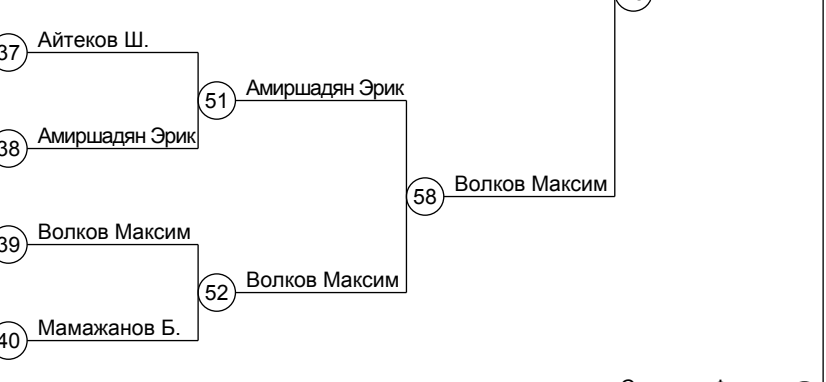 37 Айтеков Ш.
51 Амиршадян Эрик
38 Амиршадян Эрик
58 Волков Максим
39 Волков Максим
52 Волков Максим
40 Мамажанов Б.